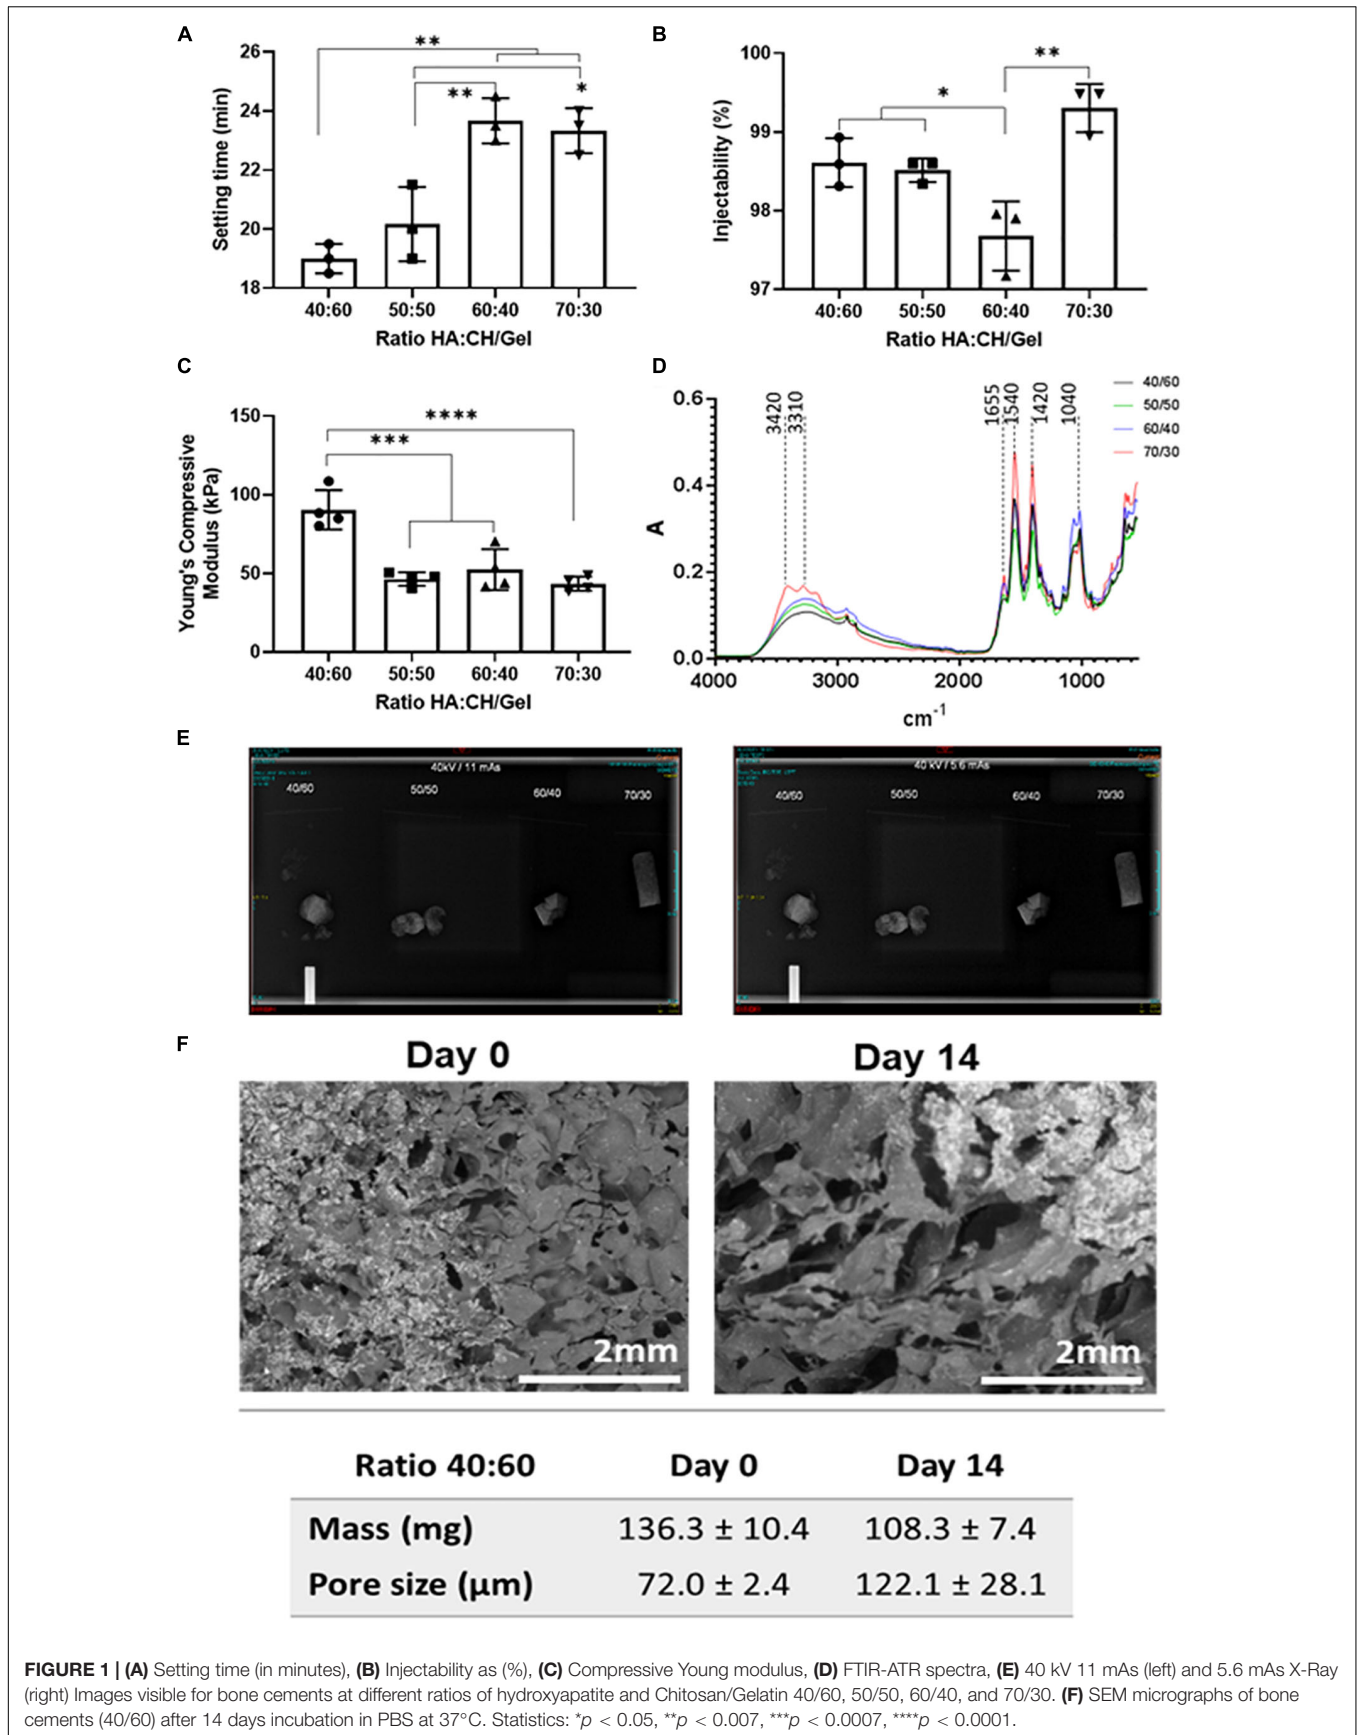 A
**
**
*
26
24
22
20
18
Setting time (min)
40:60 50:50 60:40 70:30
Ratio HA:CH/Gel
B
**
*
100
99
98
97
Injectability (%)
40:60 50:50 60:40 70:30
Ratio HA:CH/Gel
C
****
***
150
100
50
0
Young's Compressive
Modulus (kPa)
40:60 50:50 60:40 70:30
Ratio HA:CH/Gel
D
3420
3310
1655
1540
1420
1040
40/60
50/50
60/40
70/30
0.6
0.4
0.2
0.0
A
4000 3000 2000 1000
cm-1
E
40kV / 11 mAs
40/60 50/50 60/40 70/30
40 kV / 5.6 mAs
40/60 50/50 60/40 70/30
F
Day 0 Day 14
2mm 2mm
Ratio 40:60 Day 0 Day 14
Mass (mg) 136.3 ± 10.4 108.3 ± 7.4
Pore size (µm) 72.0 ± 2.4 122.1 ± 28.1
FIGURE 1 | (A) Setting time (in minutes), (B) Injectability as (%), (C) Compressive Young modulus, (D) FTIR-ATR spectra, (E) 40 kV 11 mAs (left) and 5.6 mAs X-Ray
(right) Images visible for bone cements at different ratios of hydroxyapatite and Chitosan/Gelatin 40/60, 50/50, 60/40, and 70/30. (F) SEM micrographs of bone
cements (40/60) after 14 days incubation in PBS at 37°C. Statistics: *p < 0.05, **p < 0.007, ***p < 0.0007, ****p < 0.0001.